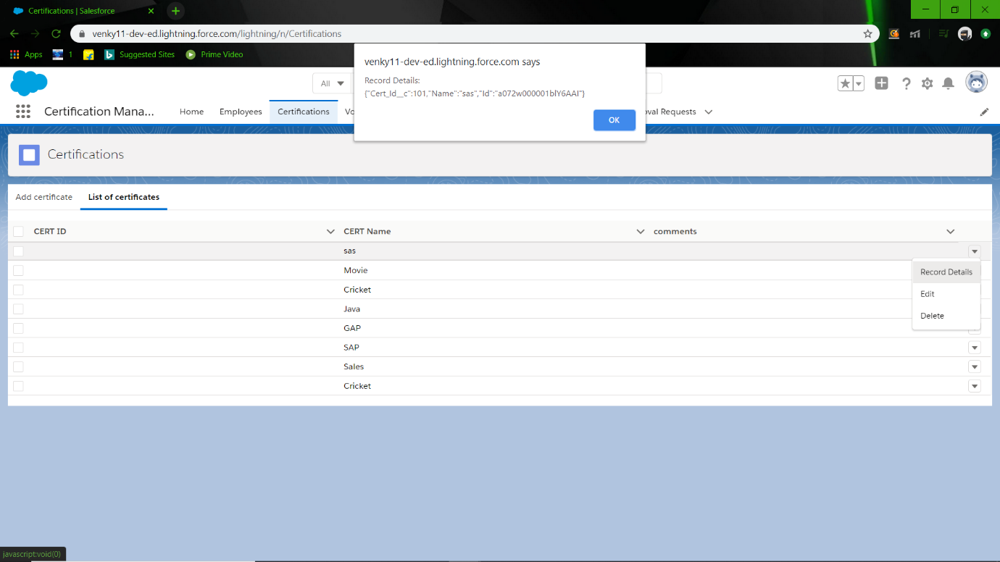 Certifications | Salesforce
venky11-dev-ed.lightning.force.com/lightning/n/Certifications
Apps
1
Suggested Sites
Prime Video
venky11-dev-ed.lightning.force.com says
Record Details:
{"Cert_Id__c":101,"Name":"sas","Id":"a072w000001blY6AAI"}
OK
All
Certification Mana...
Home
Employees
Certifications
Vo
oval Requests
Certifications
Add certificate
List of certificates
CERT ID
CERT Name
comments
sas
Movie
Cricket
Java
GAP
SAP
Sales
Cricket
Record Details
Edit
Delete
javascript:void(0)